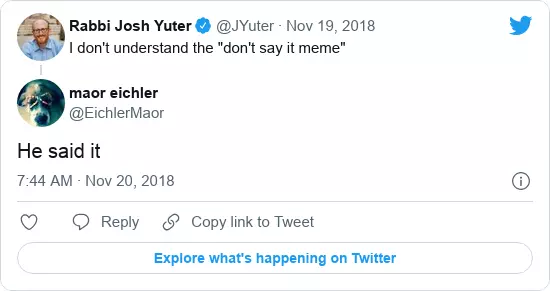 Rabbi Josh Yuter @JYuter · Nov 19, 2018
I don't understand the "don't say it meme"
maor eichler
@EichlerMaor
He said it
7:44 AM · Nov 20, 2018
Reply Copy link to Tweet
Explore what's happening on Twitter